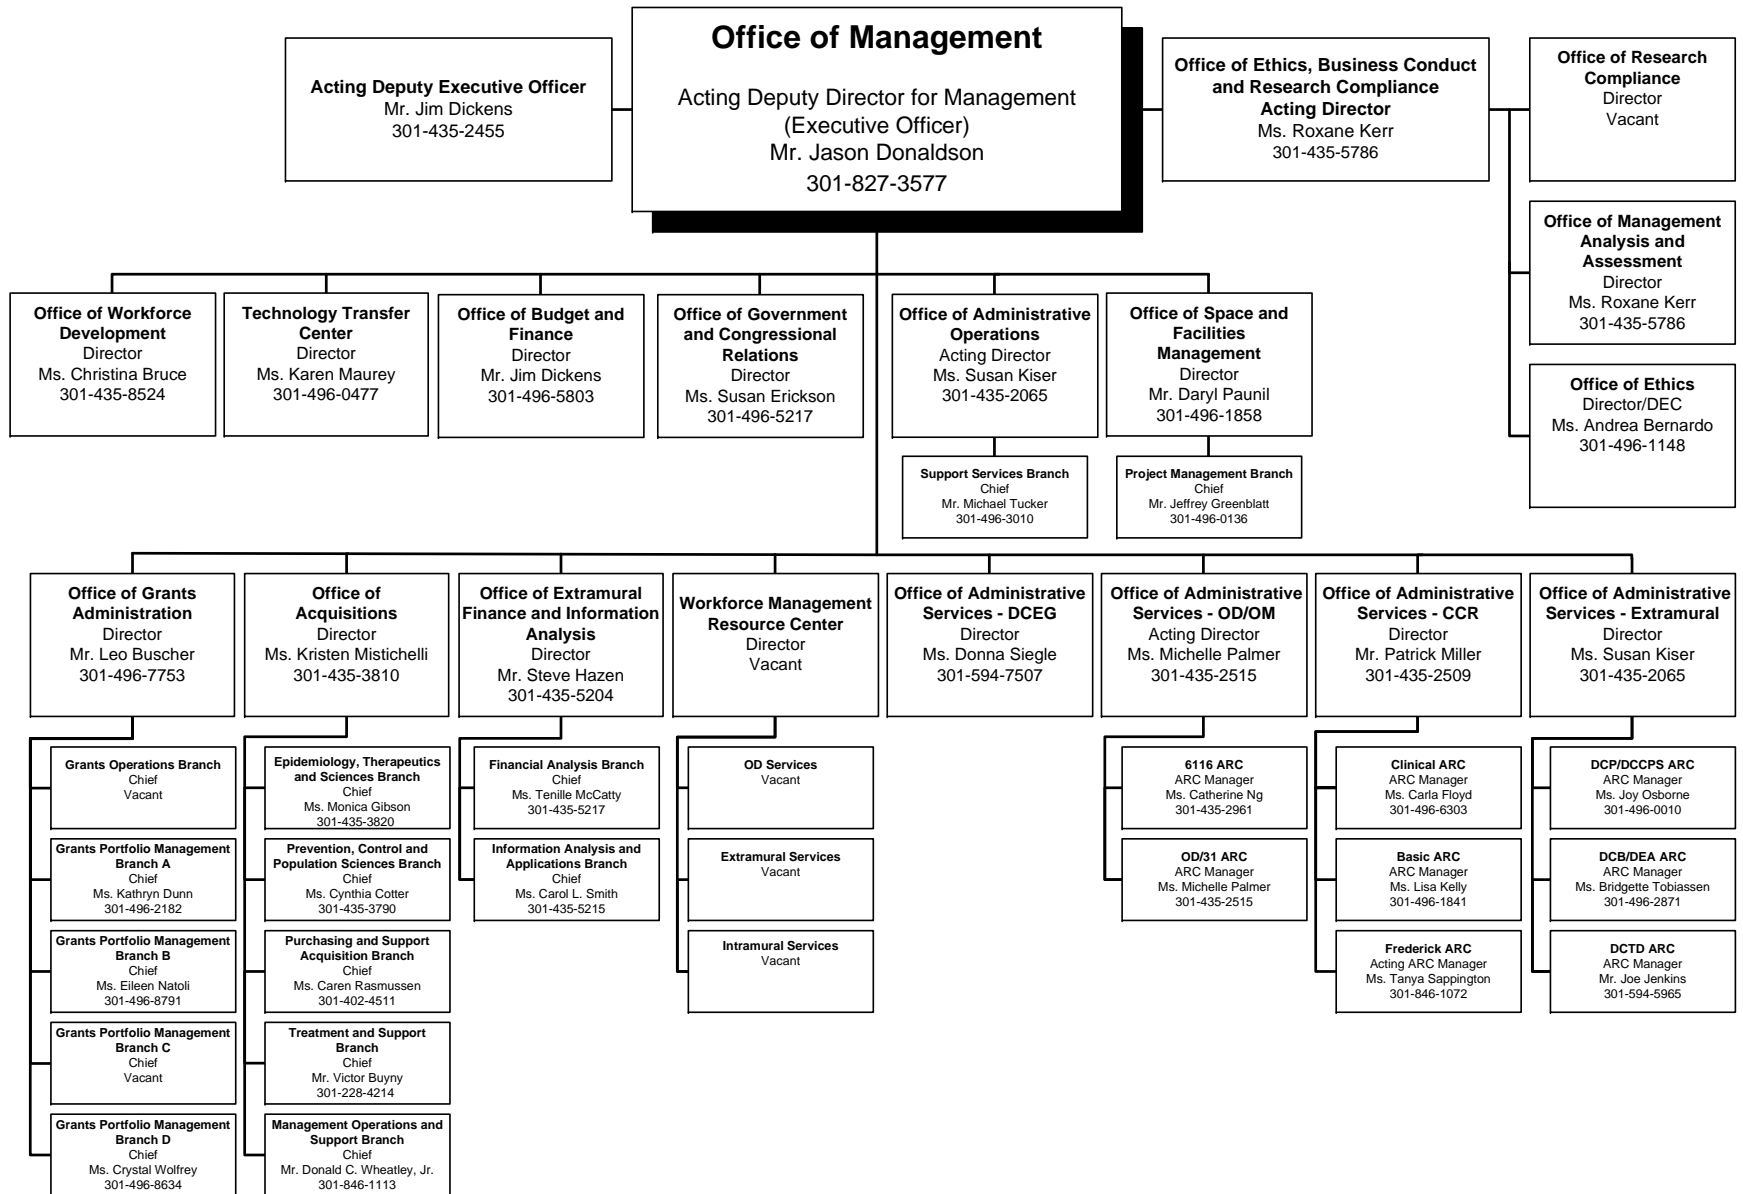 Office of Management
Acting Deputy Director for Management
(Executive Officer)
Mr. Jason Donaldson
301-827-3577
Acting Deputy Executive Officer
Mr. Jim Dickens
301-435-2455
Office of Ethics, Business Conduct
and Research Compliance
Acting Director
Ms. Roxane Kerr
301-435-5786
Office of Research
Compliance
Director
Vacant
Office of Management
Analysis and
Assessment
Director
Ms. Roxane Kerr
301-435-5786
Office of Ethics
Director/DEC
Ms. Andrea Bernardo
301-496-1148
Office of Workforce
Development
Director
Ms. Christina Bruce
301-435-8524
Technology Transfer
Center
Director
Ms. Karen Maurey
301-496-0477
Office of Budget and
Finance
Director
Mr. Jim Dickens
301-496-5803
Office of Government
and Congressional
Relations
Director
Ms. Susan Erickson
301-496-5217
Office of Administrative
Operations
Acting Director
Ms. Susan Kiser
301-435-2065
Office of Space and
Facilities
Management
Director
Mr. Daryl Paunil
301-496-1858
Support Services Branch
Chief
Mr. Michael Tucker
301-496-3010
Project Management Branch
Chief
Mr. Jeffrey Greenblatt
301-496-0136
Office of Grants
Administration
Director
Mr. Leo Buscher
301-496-7753
Office of
Acquisitions
Director
Ms. Kristen Mistichelli
301-435-3810
Office of Extramural
Finance and Information
Analysis
Director
Mr. Steve Hazen
301-435-5204
Workforce Management
Resource Center
Director
Vacant
Office of Administrative
Services - DCEG
Director
Ms. Donna Siegle
301-594-7507
Office of Administrative
Services - OD/OM
Acting Director
Ms. Michelle Palmer
301-435-2515
Office of Administrative
Services - CCR
Director
Mr. Patrick Miller
301-435-2509
Office of Administrative
Services - Extramural
Director
Ms. Susan Kiser
301-435-2065
Grants Operations Branch
Chief
Vacant
Grants Portfolio Management
Branch A
Chief
Ms. Kathryn Dunn
301-496-2182
Grants Portfolio Management
Branch B
Chief
Ms. Eileen Natoli
301-496-8791
Grants Portfolio Management
Branch C
Chief
Vacant
Grants Portfolio Management
Branch D
Chief
Ms. Crystal Wolfrey
301-496-8634
Epidemiology, Therapeutics
and Sciences Branch
Chief
Ms. Monica Gibson
301-435-3820
Prevention, Control and
Population Sciences Branch
Chief
Ms. Cynthia Cotter
301-435-3790
Purchasing and Support
Acquisition Branch
Chief
Ms. Caren Rasmussen
301-402-4511
Treatment and Support
Branch
Chief
Mr. Victor Buyny
301-228-4214
Management Operations and
Support Branch
Chief
Mr. Donald C. Wheatley, Jr.
301-846-1113
Financial Analysis Branch
Chief
Ms. Tenille McCatty
301-435-5217
Information Analysis and
Applications Branch
Chief
Ms. Carol L. Smith
301-435-5215
OD Services
Vacant
Extramural Services
Vacant
Intramural Services
Vacant
6116 ARC
ARC Manager
Ms. Catherine Ng
301-435-2961
OD/31 ARC
ARC Manager
Ms. Michelle Palmer
301-435-2515
Clinical ARC
ARC Manager
Ms. Carla Floyd
301-496-6303
Basic ARC
ARC Manager
Ms. Lisa Kelly
301-496-1841
Frederick ARC
Acting ARC Manager
Ms. Tanya Sappington
301-846-1072
DCP/DCCPS ARC
ARC Manager
Ms. Joy Osborne
301-496-0010
DCB/DEA ARC
ARC Manager
Ms. Bridgette Tobiassen
301-496-2871
DCTD ARC
ARC Manager
Mr. Joe Jenkins
301-594-5965